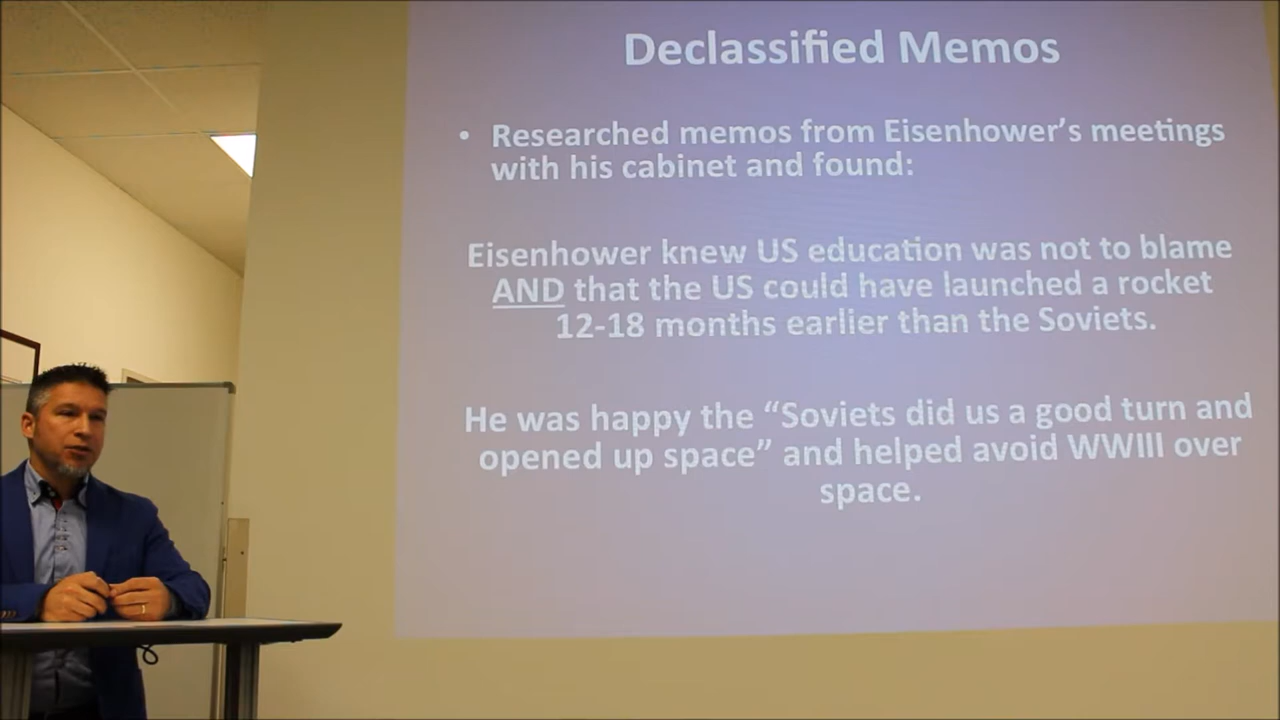 Declassified Memos
• Researched memos from Eisenhower’s meetings
with his cabinet and found:
Eisenhower knew US education was not to blame
AND that the US could have launched a rocket
12-18 months earlier than the Soviets.
He was happy the “Soviets did us a good turn and
opened up space” and helped avoid WWIII over
space.